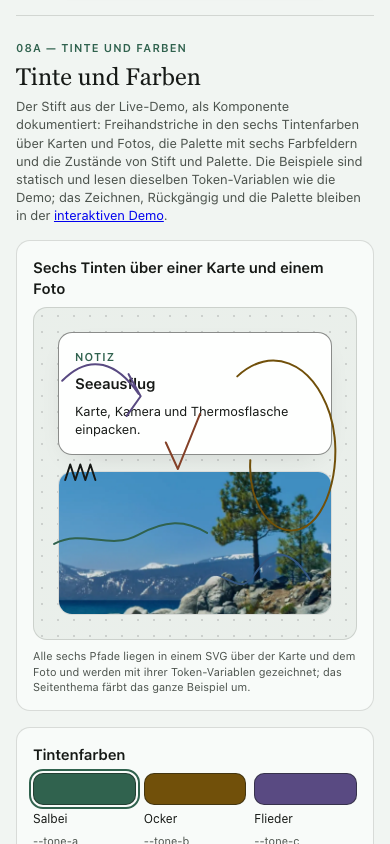 08A — TINTE UND FARBEN
Tinte und Farben
Der Stift aus der Live-Demo, als Komponente
dokumentiert: Freihandstriche in den sechs Tintenfarben
über Karten und Fotos, die Palette mit sechs Farbfeldern
und die Zustände von Stift und Palette. Die Beispiele sind
statisch und lesen dieselben Token-Variablen wie die
Demo; das Zeichnen, Rückgängig und die Palette bleiben
in der interaktiven Demo.
Sechs Tinten über einer Karte und einem
Foto
NOTIZ
Seeausflug
Karte, Kamera und Thermosflasche
einpacken.
Alle sechs Pfade liegen in einem SVG über der Karte und dem
Foto und werden mit ihrer Token-Variablen gezeichnet; das
Seitenthema färbt das ganze Beispiel um.
Tintenfarben
Salbei Ocker Flieder
--tone-a --tone-b --tone-c